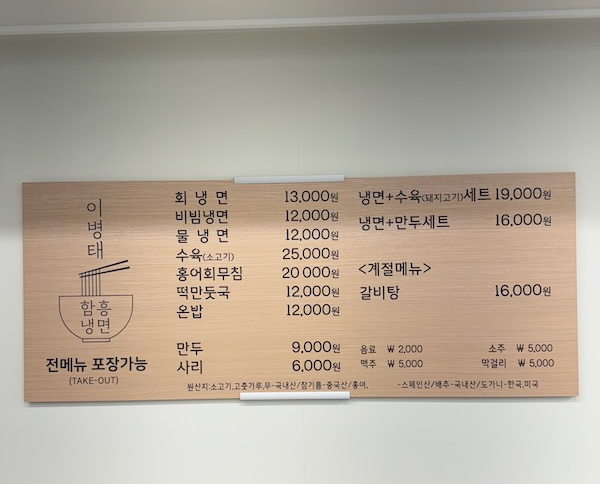 이병태
함흥
냉면
전메뉴 포장가능
(TAKE-OUT)
회 냉 면 13,000원
비빔냉면 12,000원
물 냉 면 12,000원
수육(소고기) 25,000원
홍어회무침 20 000원
떡만둣국 12,000원
온밥 12,000원
만두 9,000원
사리 6,000원
냉면+수육(돼지고기)세트 19,000원
냉면+만두세트 16,000원
<계절메뉴>
갈비탕 16,000원
음료 ₩ 2,000 소주 ₩ 5,000
맥주 ₩ 5,000 막걸리 ₩ 5,000
원산지:소고기,고춧가루,무-국내산/참기름-중국산/홍어, -스페인산/배추-국내산/도가니-한국,미국